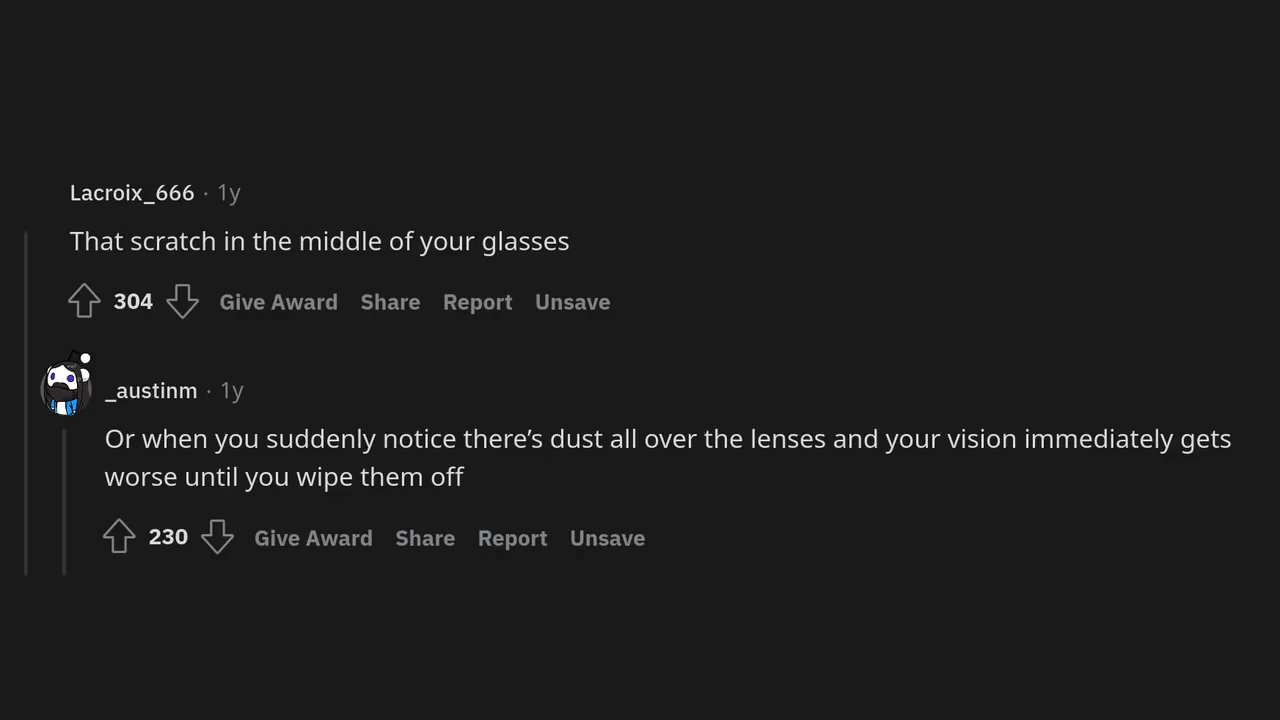 Lacroix_666 · 1y
That scratch in the middle of your glasses
304 Give Award Share Report Unsave
_austinm · 1y
Or when you suddenly notice there’s dust all over the lenses and your vision immediately gets
worse until you wipe them off
230 Give Award Share Report Unsave